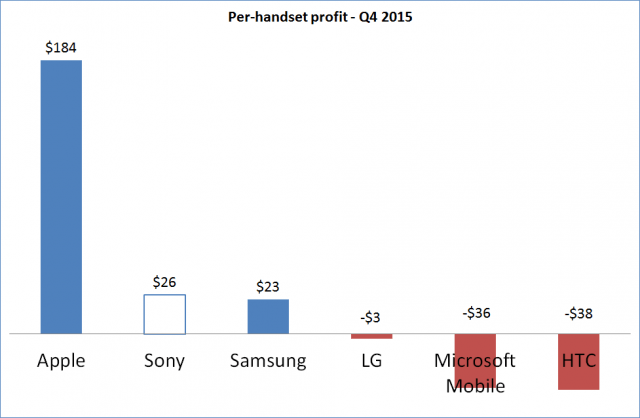 Per-handset profit - Q4 2015
$184
$26
$23
-$3
-$36
-$38
Apple
Sony
Samsung
LG
Microsoft
Mobile
HTC